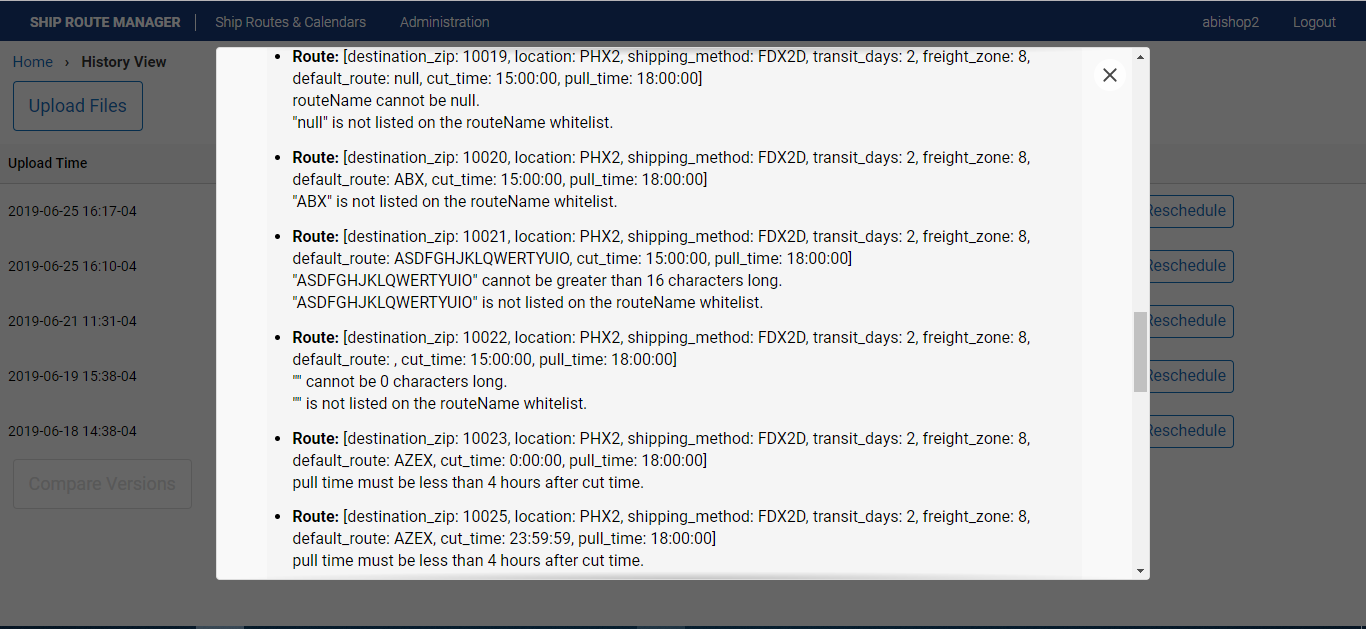 SHIP ROUTE MANAGER Ship Routes & Calendars Administration abishop2 Logout
Home › History View
Upload Files
Upload Time
2019-06-25 16:17-04
2019-06-25 16:10-04
2019-06-21 11:31-04
2019-06-19 15:38-04
2019-06-18 14:38-04
Compare Versions
• Route: [destination_zip: 10019, location: PHX2, shipping_method: FDX2D, transit_days: 2, freight_zone: 8,
default_route: null, cut_time: 15:00:00, pull_time: 18:00:00]
routeName cannot be null.
"null" is not listed on the routeName whitelist.
• Route: [destination_zip: 10020, location: PHX2, shipping_method: FDX2D, transit_days: 2, freight_zone: 8,
default_route: ABX, cut_time: 15:00:00, pull_time: 18:00:00]
"ABX" is not listed on the routeName whitelist.
• Route: [destination_zip: 10021, location: PHX2, shipping_method: FDX2D, transit_days: 2, freight_zone: 8,
default_route: ASDFGHJKLQWERTYUIO, cut_time: 15:00:00, pull_time: 18:00:00]
"ASDFGHJKLQWERTYUIO" cannot be greater than 16 characters long.
"ASDFGHJKLQWERTYUIO" is not listed on the routeName whitelist.
• Route: [destination_zip: 10022, location: PHX2, shipping_method: FDX2D, transit_days: 2, freight_zone: 8,
default_route: , cut_time: 15:00:00, pull_time: 18:00:00]
"" cannot be 0 characters long.
"" is not listed on the routeName whitelist.
• Route: [destination_zip: 10023, location: PHX2, shipping_method: FDX2D, transit_days: 2, freight_zone: 8,
default_route: AZEX, cut_time: 0:00:00, pull_time: 18:00:00]
pull time must be less than 4 hours after cut time.
• Route: [destination_zip: 10025, location: PHX2, shipping_method: FDX2D, transit_days: 2, freight_zone: 8,
default_route: AZEX, cut_time: 23:59:59, pull_time: 18:00:00]
pull time must be less than 4 hours after cut time.
Reschedule
Reschedule
Reschedule
Reschedule
Reschedule